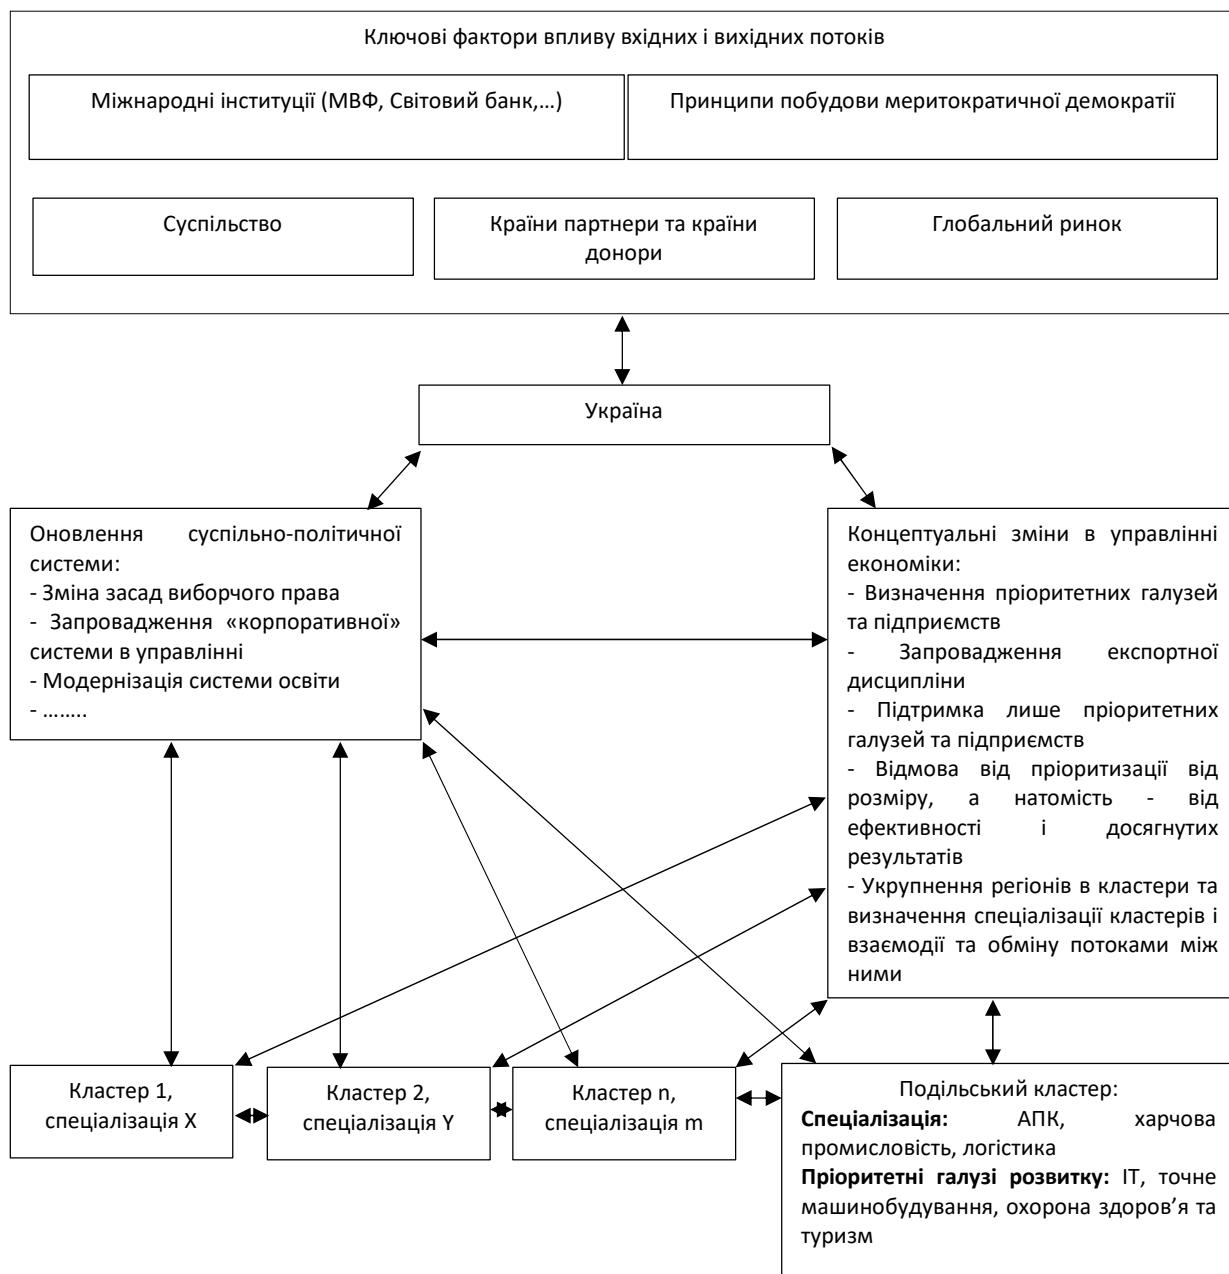 Ключові фактори впливу вхідних і вихідних потоків
Міжнародні інституції (МВФ, Світовий банк,…)
Принципи побудови меритократичної демократії
Суспільство
Країни партнери та країни
донори
Глобальний ринок
Україна
Оновлення суспільно-політичної
системи:
- Зміна засад виборчого права
- Запровадження «корпоративної»
системи в управлінні
- Модернізація системи освіти
- ……..
Концептуальні зміни в управлінні
економіки:
- Визначення пріоритетних галузей
та підприємств
- Запровадження експортної
дисципліни
- Підтримка лише пріоритетних
галузей та підприємств
- Відмова від пріоритизації від
розміру, а натомість - від
ефективності і досягнутих
результатів
- Укрупнення регіонів в кластери та
визначення спеціалізації кластерів і
взаємодії та обміну потоками між
ними
Кластер 1,
спеціалізація X
Кластер 2,
спеціалізація Y
Кластер n,
спеціалізація m
Подільський кластер:
Спеціалізація: АПК, харчова
промисловість, логістика
Пріоритетні галузі розвитку: ІТ, точне
машинобудування, охорона здоров’я та
туризм